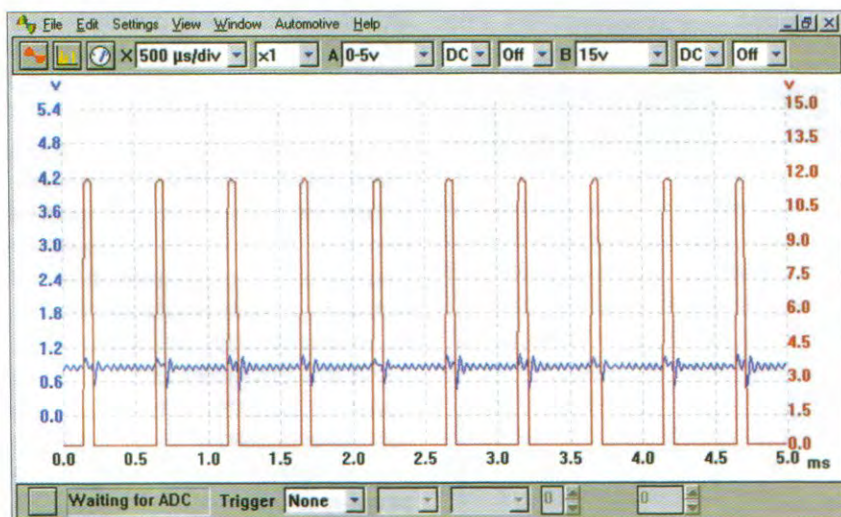 File Edit Settings View Window Automotive Help
X 500 µs/div x1 A 0-5v DC Off B 15v DC Off
v v
5.4 15.0
4.8 13.5
4.2 12.0
3.6 10.5
3.0 9.0
2.4 7.5
1.8 6.0
1.2 4.5
0.6 3.0
0.0 1.5
0.0
0.0 0.5 1.0 1.5 2.0 2.5 3.0 3.5 4.0 4.5 5.0 ms
Waiting for ADC Trigger None 0 0